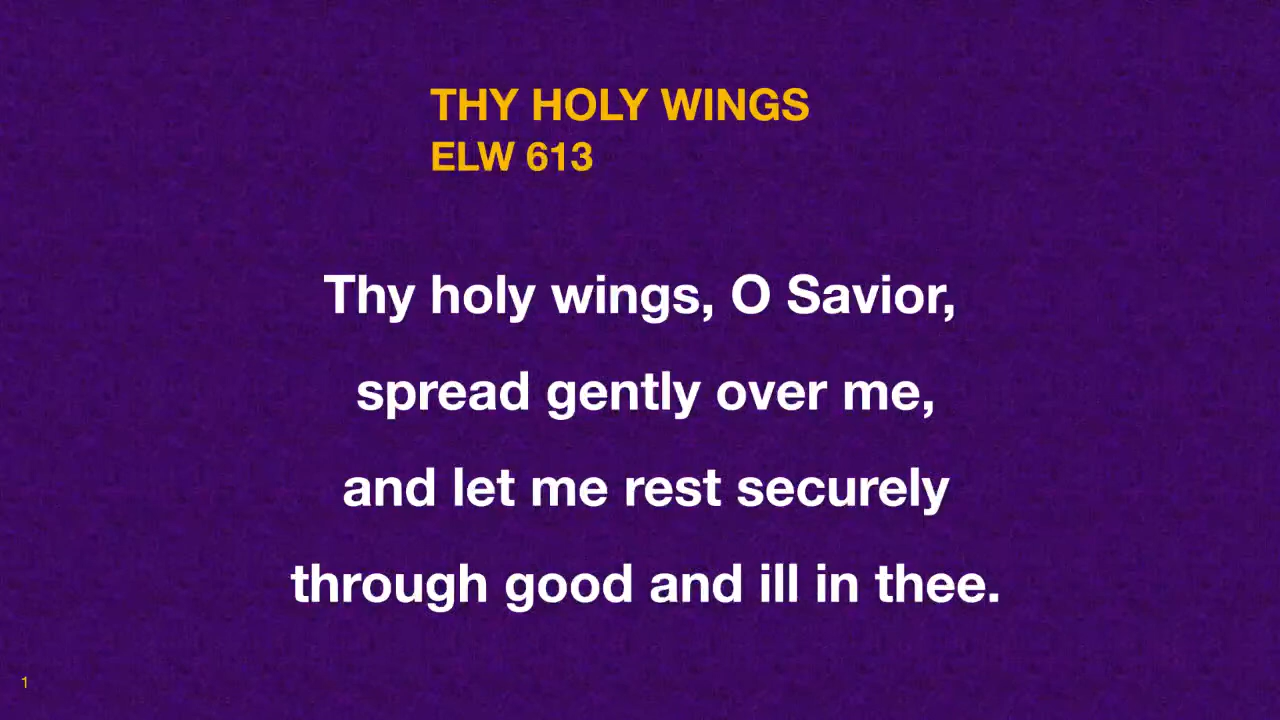 THY HOLY WINGS
ELW 613
Thy holy wings, O Savior,
spread gently over me,
and let me rest securely
through good and ill in thee.
1